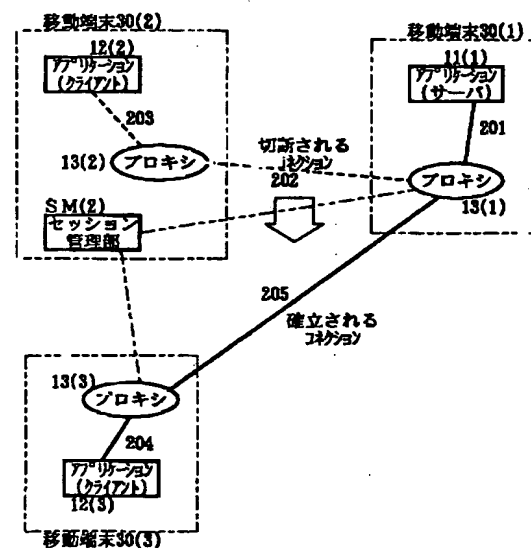 移動端末30(2)
12(2)
アプリケーション
(クライアント)
203
13(2)
プロキシ
SM(2)
セッション
管理部
切断される
コネクション
202
移動端末30(1)
11(1)
アプリケーション
(サーバ)
201
プロキシ
13(1)
205
確立される
コネクション
13(3)
プロキシ
204
アプリケーション
(クライアント)
12(3)
移動端末30(3)